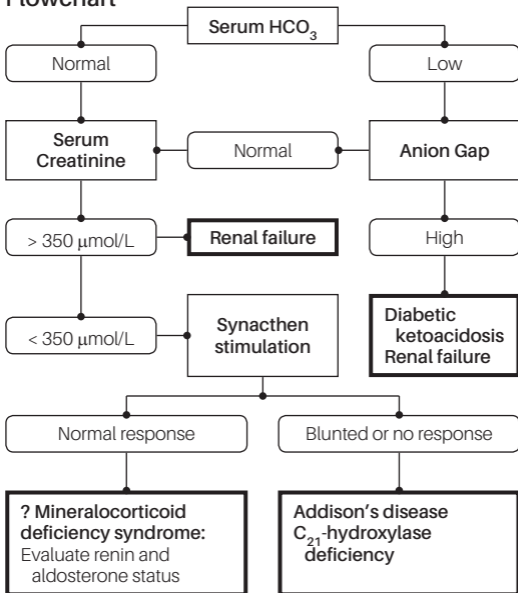 Flowchart
Serum HCO3
Normal
Low
Serum
Creatinine
Normal
Anion Gap
> 350 μmol/L
Renal failure
High
< 350 μmol/L
Synacthen
stimulation
Diabetic
ketoacidosis
Renal failure
Normal response
Blunted or no response
? Mineralocorticoid
deficiency syndrome:
Evaluate renin and
aldosterone status
Addison's disease
C21-hydroxylase
deficiency